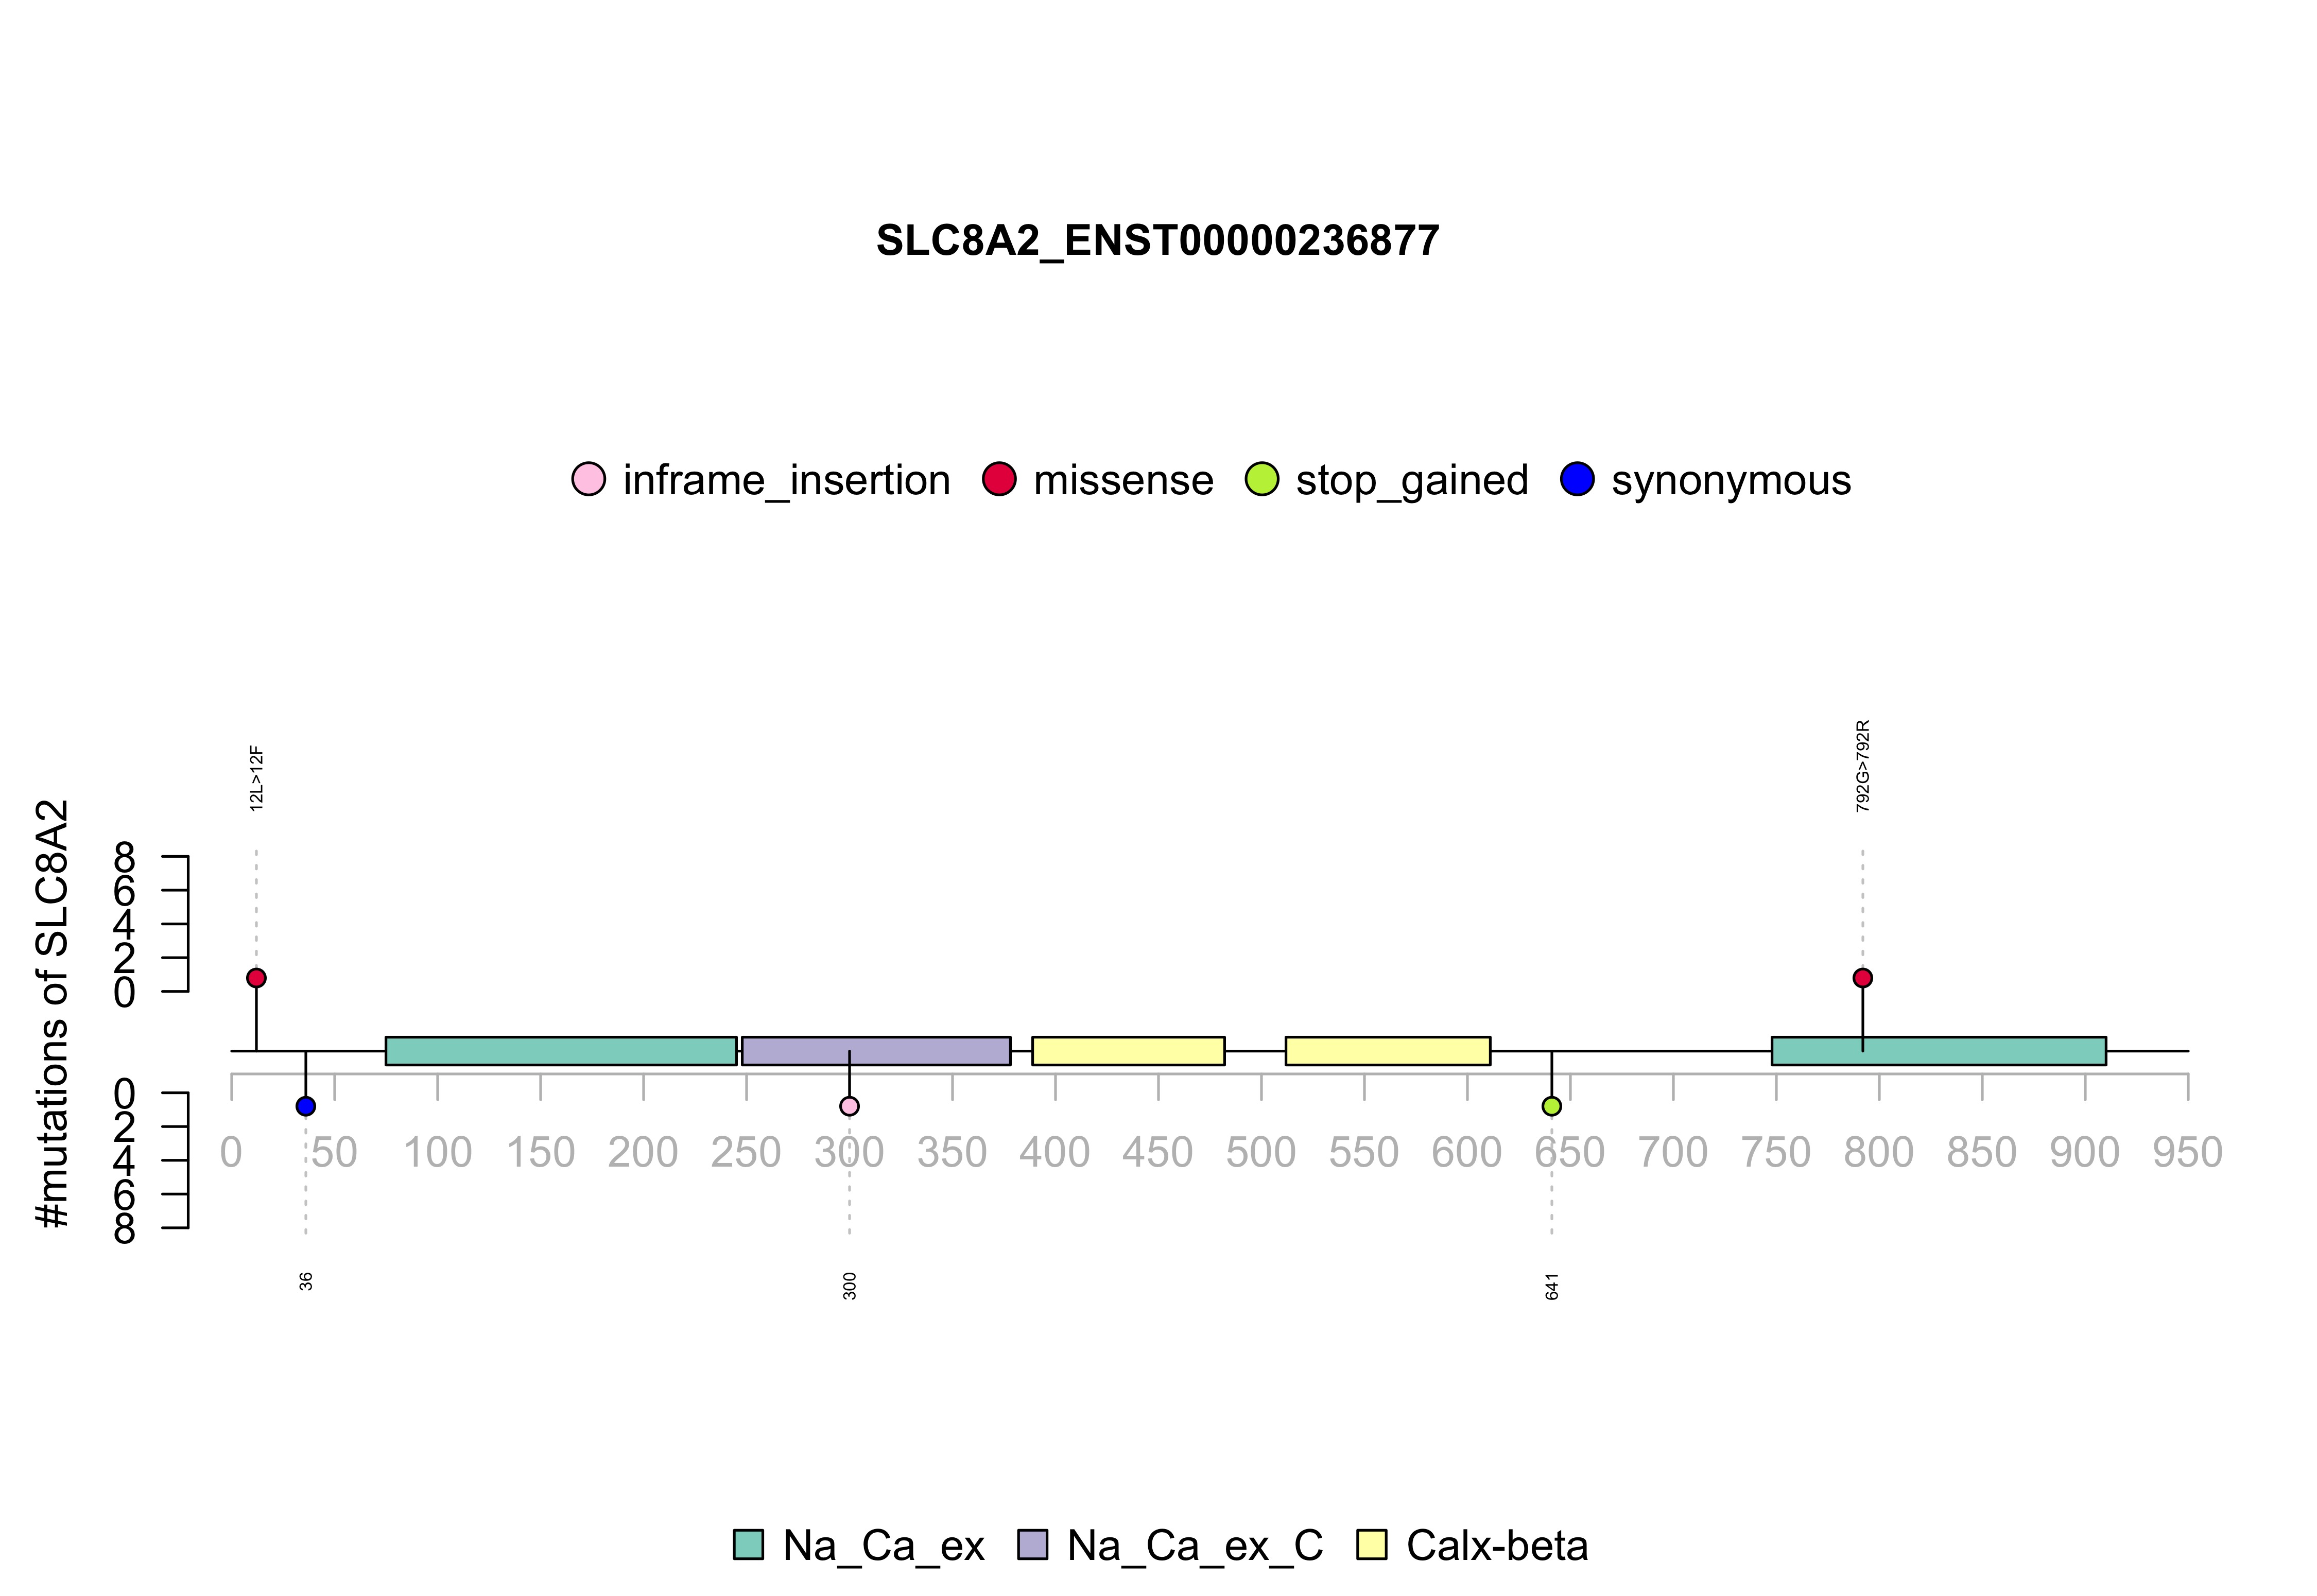 SLC8A2_ENST00000236877
inframe_insertion missense stop_gained synonymous
12L>12F 792G>792R
#mutations of SLC8A2
8
6
4
2
0
0
2
4
6
8
0 50 100 150 200 250 300 350 400 450 500 550 600 650 700 750 800 850 900 950
36 300 641
Na_Ca_ex Na_Ca_ex_C Calx-beta